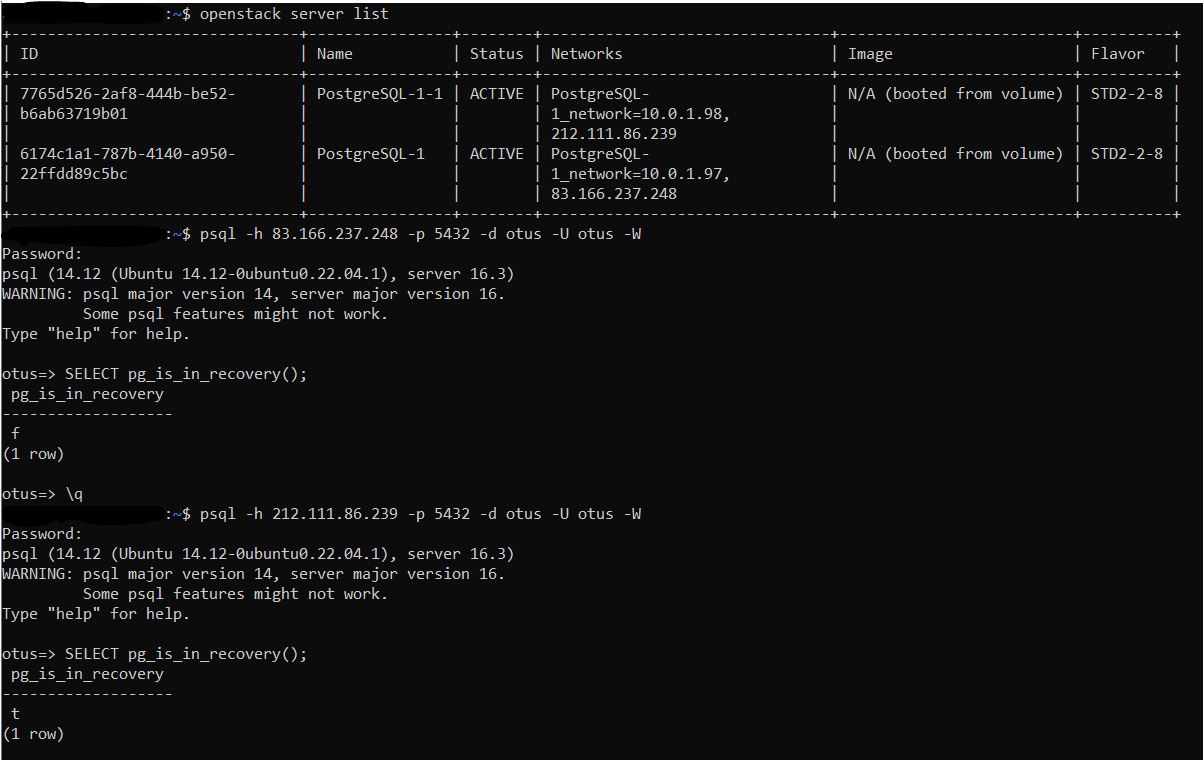 :~$ openstack server list
+--------------------------------+----------------+--------+--------------------------------+--------------------------+----------+
| ID                             | Name           | Status | Networks                       | Image                    | Flavor   |
+--------------------------------+----------------+--------+--------------------------------+--------------------------+----------+
| 7765d526-2af8-444b-be52-       | PostgreSQL-1-1 | ACTIVE | PostgreSQL-                    | N/A (booted from volume) | STD2-2-8 |
| b6ab63719b01                   |                |        | 1_network=10.0.1.98,           |                          |          |
|                                |                |        | 212.111.86.239                 |                          |          |
| 6174c1a1-787b-4140-a950-       | PostgreSQL-1   | ACTIVE | PostgreSQL-                    | N/A (booted from volume) | STD2-2-8 |
| 22ffdd89c5bc                   |                |        | 1_network=10.0.1.97,           |                          |          |
|                                |                |        | 83.166.237.248                 |                          |          |
+--------------------------------+----------------+--------+--------------------------------+--------------------------+----------+
:~$ psql -h 83.166.237.248 -p 5432 -d otus -U otus -W
Password:
psql (14.12 (Ubuntu 14.12-0ubuntu0.22.04.1), server 16.3)
WARNING: psql major version 14, server major version 16.
         Some psql features might not work.
Type "help" for help.

otus=> SELECT pg_is_in_recovery();
 pg_is_in_recovery
-------------------
 f
(1 row)

otus=> \q
:~$ psql -h 212.111.86.239 -p 5432 -d otus -U otus -W
Password:
psql (14.12 (Ubuntu 14.12-0ubuntu0.22.04.1), server 16.3)
WARNING: psql major version 14, server major version 16.
         Some psql features might not work.
Type "help" for help.

otus=> SELECT pg_is_in_recovery();
 pg_is_in_recovery
-------------------
 t
(1 row)